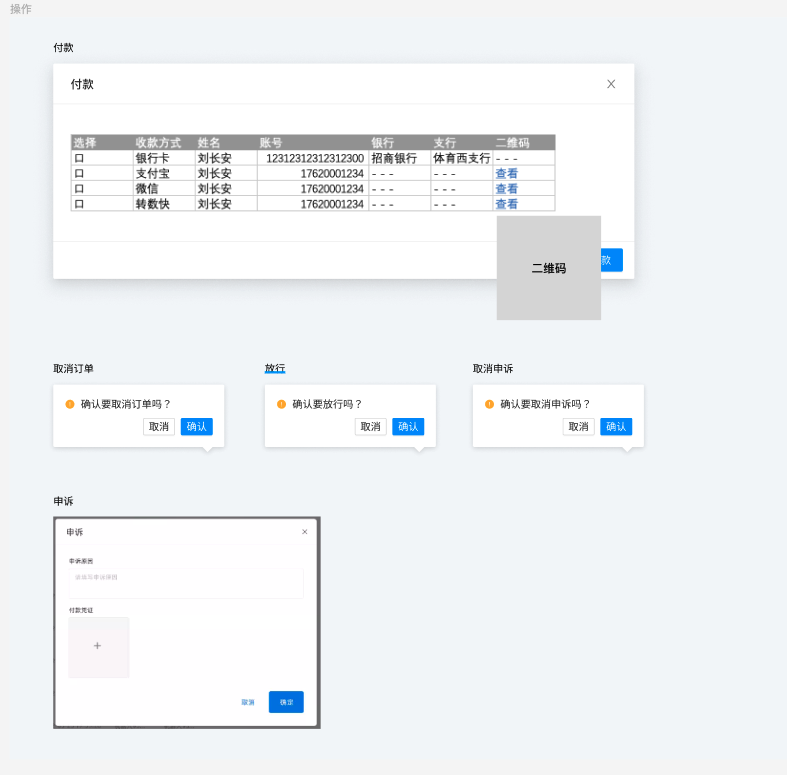 操作
付款
付款 X
选择 收款方式 姓名 账号 银行 支行 二维码
口 银行卡 刘长安 12312312312312300 招商银行 体育西支行 - - -
口 支付宝 刘长安 17620001234 - - - - - - 查看
口 微信 刘长安 17620001234 - - - - - - 查看
口 转数快 刘长安 17620001234 - - - - - - 查看
款
二维码
取消订单 放行 取消申诉
确认要取消订单吗？ 确认要放行吗？ 确认要取消申诉吗？
取消 确认 取消 确认 取消 确认
申诉
申诉 ×
申诉原因
请填写申诉原因
付款凭证
+
取消 确定